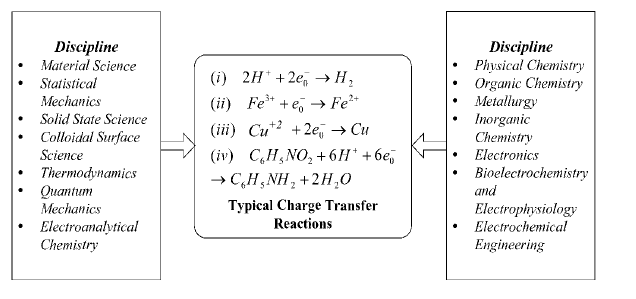 Discipline
• Material Science
• Statistical
Mechanics
• Solid State Science
• Colloidal Surface
Science
• Thermodynamics
• Quantum
Mechanics
• Electroanalytical
Chemistry
(i) 2H⁺ + 2e₀⁻ → H₂
(ii) Fe³⁺ + e₀⁻ → Fe²⁺
(iii) Cu⁺² + 2e₀⁻ → Cu
(iv) C₆H₅NO₂ + 6H⁺ + 6e₀⁻
→ C₆H₅NH₂ + 2H₂O
Typical Charge Transfer
Reactions
Discipline
• Physical Chemistry
• Organic Chemistry
• Metallurgy
• Inorganic
Chemistry
• Electronics
• Bioelectrochemistry
and
Electrophysiology
• Electrochemical
Engineering